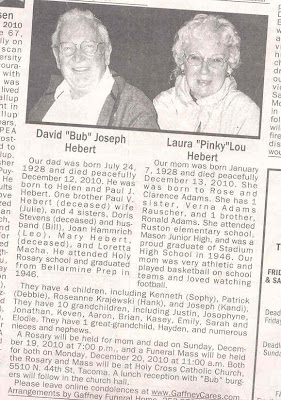 David "Bub" Joseph
Hebert
Our dad was born July 24,
1928 and died peacefully
December 12, 2010. He was
born to Helen and Paul J.
Hebert. One brother Paul V.
Hebert (deceased) wife
(Julie), and 4 sisters, Doris
Stevens (deceased) and hus-
band (Bill), Joan Hammrich
(Leo), Mary Hebert,
(deceased), and Loretta
Macha. He attended Holy
Rosary school and graduated
from Bellarmine Prep in
1946.
Laura "Pinky" Lou
Hebert
Our mom was born January
7, 1928 and died peacefully
December 13, 2010. She
was born to Rose and
Clarence Adams. She has 1
sister, Verna Adams
Rauscher, and 1 brother,
Ronald Adams. She attended
Ruston elementary school,
Mason Junior High, and was a
proud graduate of Stadium
High School in 1946. Our
mom was very athletic and
played basketball on school
teams and loved watching
football.
They have 4 children, including Kenneth (Sophy), Patrick
(Debbie), Roseanne Krajewski (Hank), and Joseph (Candi).
They have 10 grandchildren, including Justin, Josophyne,
Jonathan, Keven, Aaron, Brian, Kasey, Emily, Sarah and
Elodie. They have 1 great-grandchild, Hayden, and numerous
nieces and nephews.
A Rosary will be held for mom and dad on Sunday, Decem-
ber 19, 2010 at 7:00 p.m., and a Funeral Mass will be held
for both on Monday, December 20, 2010 at 11:00 a.m. Both
the Rosary and Mass will be at Holy Cross Catholic Church,
5510 N. 44th St, Tacoma. A lunch reception with "Bub" burg-
ers will follow in the church hall.
Please leave online condolences at www.GaffneyCares.com.
Arrangements by Gaffney Funeral Home,